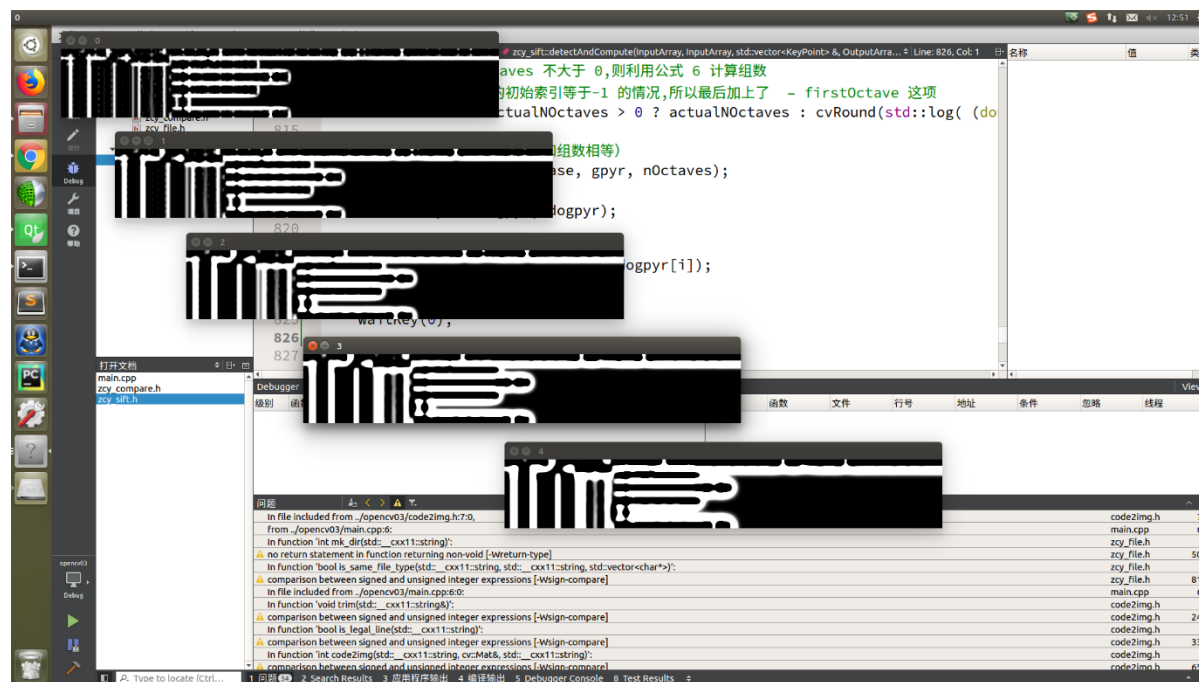 0
12:51
0
zcy_sift::detectAndCompute(InputArray, InputArray, std::vector<KeyPoint> &, OutputArra...
Line: 826, Col: 1
名称
值
aves 不大于 0,则利用公式 6 计算组数
的初始索引等于-1 的情况,所以最后加上了 – firstOctave 这项
ctualNOctaves > 0 ? actualNOctaves : cvRound(std::log( (do
zcy_compare.h
zcy_file.h
815
1
组数相等)
ase, gpyr, nOctaves);
Debug
dogpyr);
项目
820
帮助
2
ogpyr[i]);
waitKey(0);
826
3
827
打开文档
main.cpp
zcy_compare.h
zcy_sift.h
Debugger
View
级别
函数
文件
行号
地址
条件
忽略
线程
4
问题
In file included from ../opencv03/code2img.h:7:0,
code2img.h
from ../opencv03/main.cpp:6:
main.cpp
In function 'int mk_dir(std::__cxx11::string)':
zcy_file.h
no return statement in function returning non-void [-Wreturn-type]
zcy_file.h
50
In function 'bool is_same_file_type(std::__cxx11::string, std::__cxx11::string, std::vector<char*>)':
zcy_file.h
comparison between signed and unsigned integer expressions [-Wsign-compare]
zcy_file.h
81
In file included from ../opencv03/main.cpp:6:0:
main.cpp
In function 'void trim(std::__cxx11::string&)':
code2img.h
comparison between signed and unsigned integer expressions [-Wsign-compare]
code2img.h
24
In function 'bool is_legal_line(std::__cxx11::string)':
code2img.h
comparison between signed and unsigned integer expressions [-Wsign-compare]
code2img.h
33
In function 'int code2img(std::__cxx11::string, cv::Mat&, std::__cxx11::string)':
code2img.h
comparison between signed and unsigned integer expressions [-Wsign-compare]
code2img.h
65
opencv03
Debug
Type to locate (Ctrl...
1 问题 53
2 Search Results
3 应用程序输出
4 编译输出
5 Debugger Console
8 Test Results